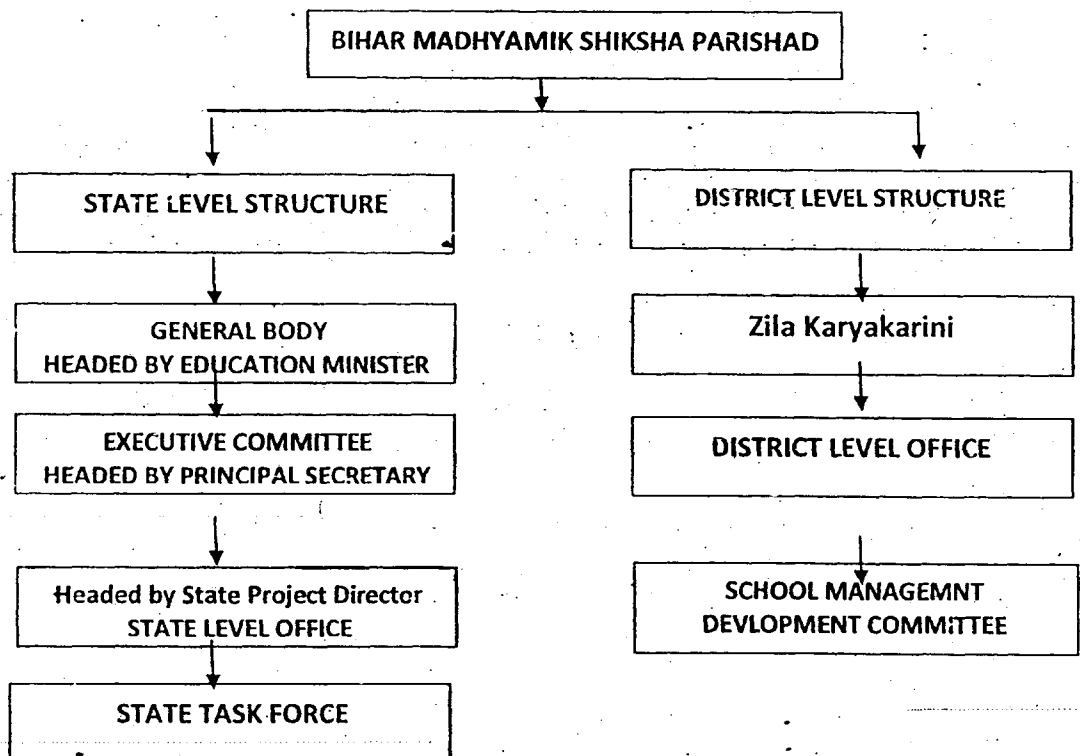 BIHAR MADHYAMIK SHIKSHA PARISHAD
STATE LEVEL STRUCTURE
GENERAL BODY
HEADED BY EDUCATION MINISTER
EXECUTIVE COMMITTEE
HEADED BY PRINCIPAL SECRETARY
Headed by State Project Director
STATE LEVEL OFFICE
STATE TASK FORCE
DISTRICT LEVEL STRUCTURE
Zila Karyakarini
DISTRICT LEVEL OFFICE
SCHOOL MANAGEMNT
DEVLOPMENT COMMITTEE